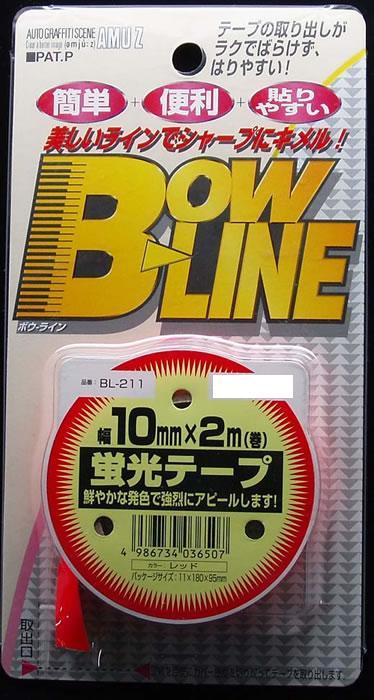 AUTO GRAFFITI SCENE AMUZ
Clear a better image [əmjú:z]
■PAT.P
テープの取り出しが
ラクでばらけず、
はりやすい!
簡単+便利+貼りやすい
美しいラインでシャープにキメル!
BOW-LINE
ボウ・ライン
品番: BL-211
幅10mm×2m(巻)
蛍光テープ
鮮やかな発色で強烈にアピールします!
4 986734 036507
カラー: レッド
パッケージサイズ: 11×180×95mm
取出口